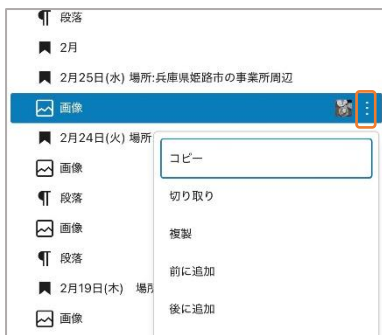 段落
2月
2月25日(水) 場所:兵庫県姫路市の事業所周辺
画像
2月24日(火) 場所
コピー
画像
切り取り
段落
画像
複製
段落
前に追加
2月19日(木) 場所
後に追加
画像